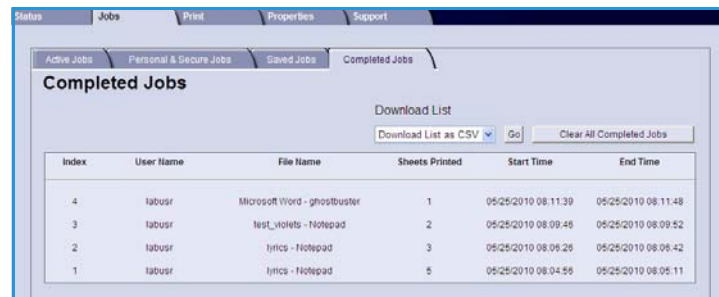 Status Jobs Print Properties Support
Active Jobs Personal & Secure Jobs Saved Jobs Completed Jobs
Completed Jobs
Download List
Download List as CSV Go Clear All Completed Jobs
Index User Name File Name Sheets Printed Start Time End Time
4 labusr Microsoft Word - ghostbuster 1 05/25/2010 08:11:39 05/25/2010 08:11:48
3 labusr test_violets - Notepad 2 05/25/2010 08:09:46 05/25/2010 08:09:52
2 labusr lyrics - Notepad 3 05/25/2010 08:06:26 05/25/2010 08:06:42
1 labusr lyrics - Notepad 5 05/25/2010 08:04:56 05/25/2010 08:05:11